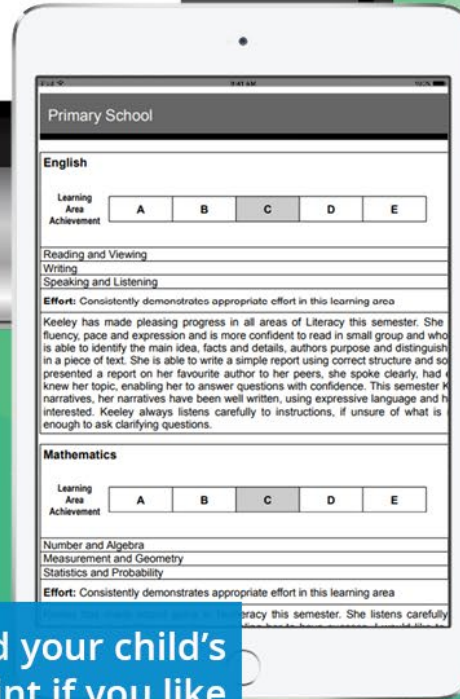 9:41 AM
Primary School
English
Learning
Area
Achievement
A B C D E
Reading and Viewing
Writing
Speaking and Listening
Effort: Consistently demonstrates appropriate effort in this learning area
Keeley has made pleasing progress in all areas of Literacy this semester. She
fluency, pace and expression and is more confident to read in small group and who
is able to identify the main idea, facts and details, authors purpose and distinguish
in a piece of text. She is able to write a simple report using correct structure and so
presented a report on her favourite author to her peers, she spoke clearly, had
knew her topic, enabling her to answer questions with confidence. This semester K
narratives, her narratives have been well written, using expressive language and h
interested. Keeley always listens carefully to instructions, if unsure of what is
enough to ask clarifying questions.
Mathematics
Learning
Area
Achievement
A B C D E
Number and Algebra
Measurement and Geometry
Statistics and Probability
Effort: Consistently demonstrates appropriate effort in this learning area
eracy this semester. She listens carefully
d your child's
int if you like